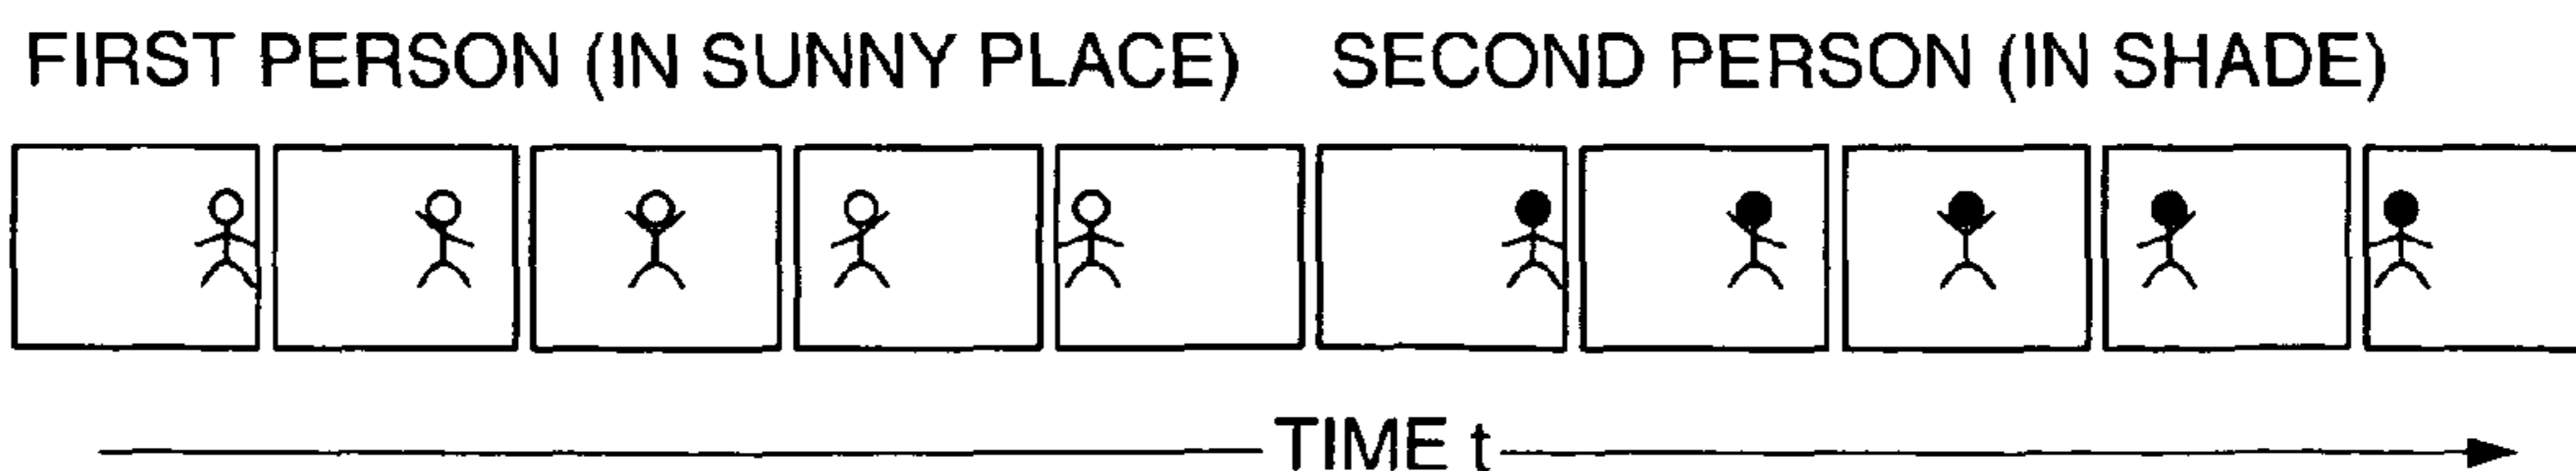 FIRST PERSON (IN SUNNY PLACE) SECOND PERSON (IN SHADE)
TIME t